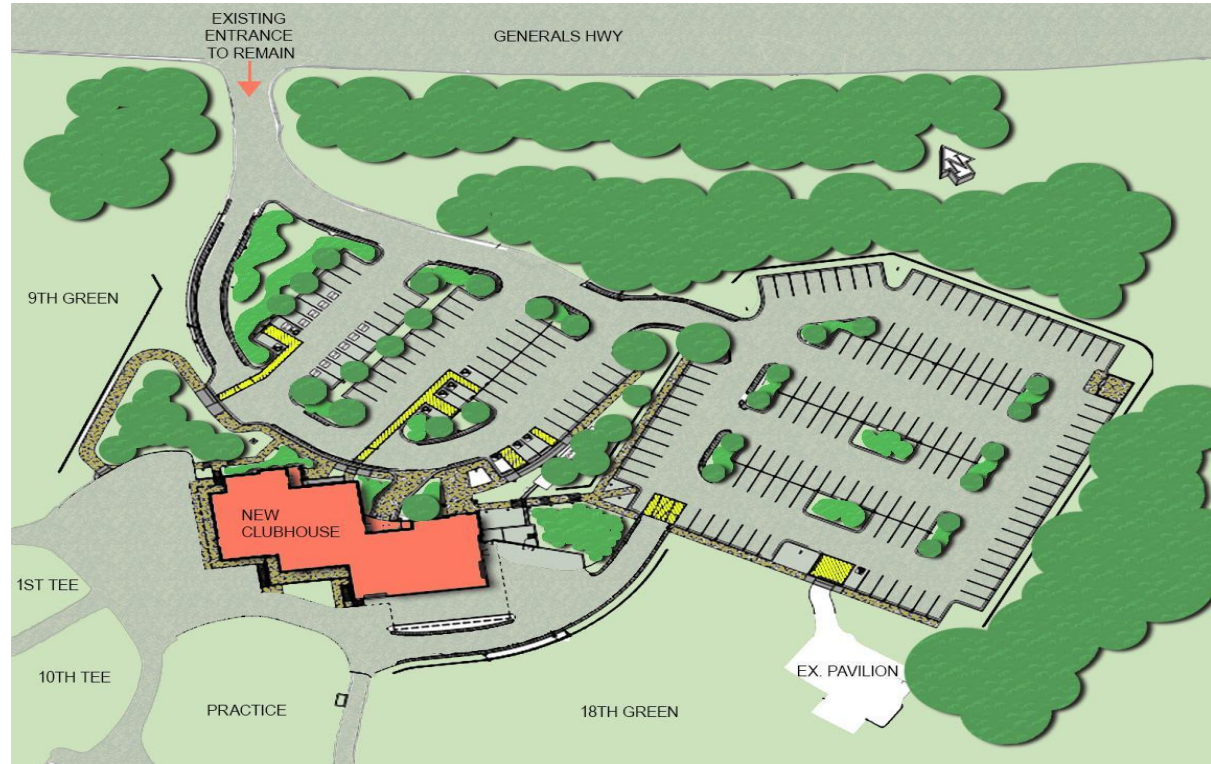 EXISTING
ENTRANCE
TO REMAIN
GENERALS HWY
N
9TH GREEN
NEW
CLUBHOUSE
1ST TEE
10TH TEE
PRACTICE
18TH GREEN
EX. PAVILION